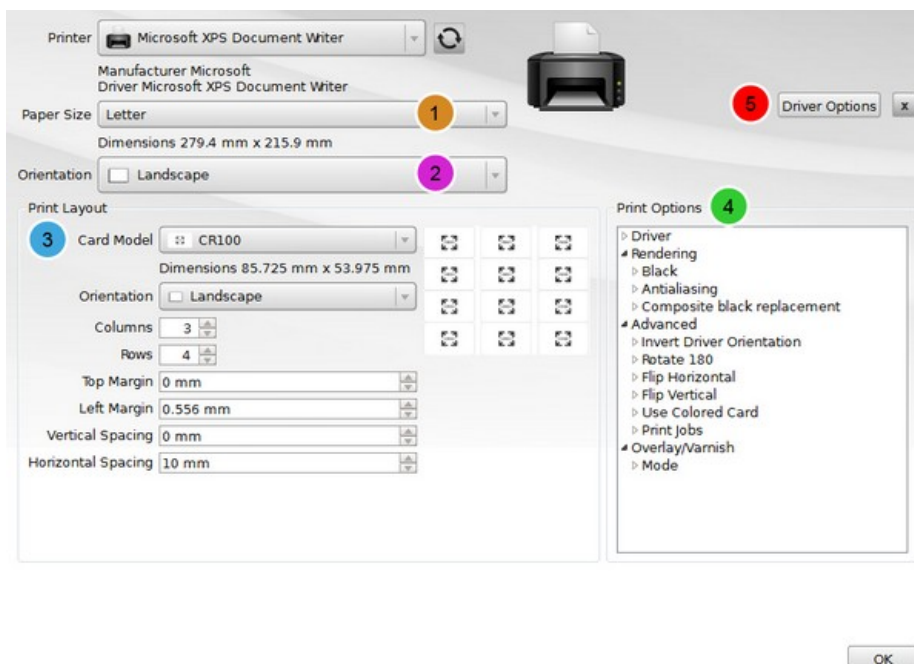 Printer Microsoft XPS Document Writer
Manufacturer Microsoft
Driver Microsoft XPS Document Writer
5 Driver Options x
Paper Size Letter 1
Dimensions 279.4 mm x 215.9 mm
Orientation Landscape 2
Print Layout
3 Card Model CR100
Dimensions 85.725 mm x 53.975 mm
Orientation Landscape
Columns 3
Rows 4
Top Margin 0 mm
Left Margin 0.556 mm
Vertical Spacing 0 mm
Horizontal Spacing 10 mm
Print Options 4
Driver
Rendering
Black
Antialiasing
Composite black replacement
Advanced
Invert Driver Orientation
Rotate 180
Flip Horizontal
Flip Vertical
Use Colored Card
Print Jobs
Overlay/Varnish
Mode
OK